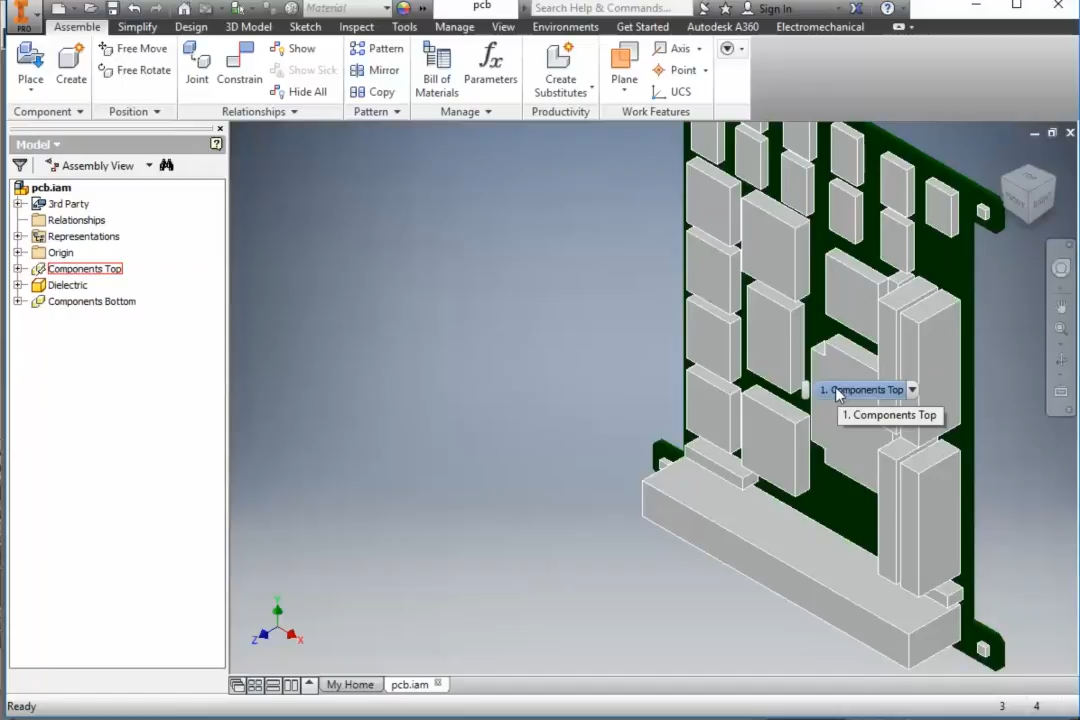 PRO
Material
pcb
Search Help & Commands...
Sign In
Assemble Simplify Design 3D Model Sketch Inspect Tools Manage View Environments Get Started Autodesk A360 Electromechanical
Place
Create
Free Move
Free Rotate
Joint
Constrain
Show
Show Sick
Hide All
Pattern
Mirror
Copy
Bill of
Materials
fx
Parameters
Create
Substitutes
Plane
Axis
Point
UCS
Component Position Relationships Pattern Manage Productivity Work Features
Model
Assembly View
pcb.iam
3rd Party
Relationships
Representations
Origin
Components Top
Dielectric
Components Bottom
TOP
FRONT
RIGHT
1. Components Top
1. Components Top
Y
Z
X
My Home
pcb.iam
Ready
3 4